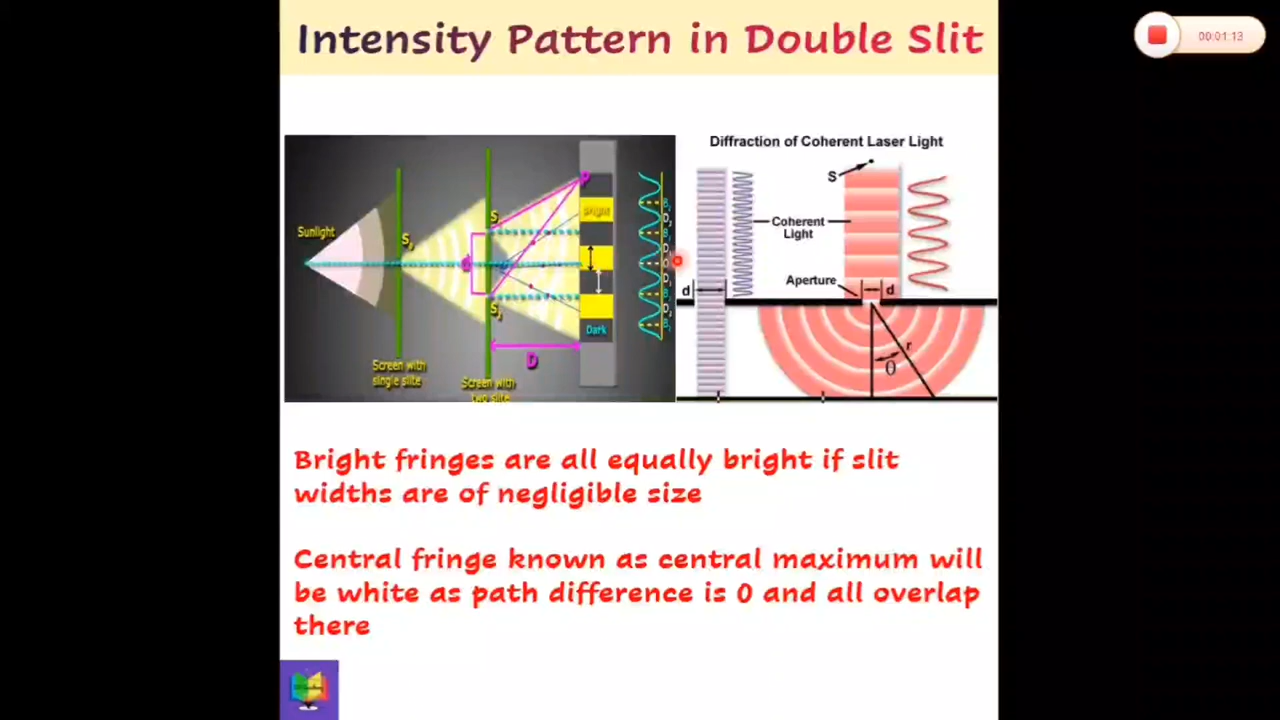 Intensity Pattern in Double Slit
00:01:13
Diffraction of Coherent Laser Light
Sunlight
S
S
S
P
Bright
Dark
d
D
Screen with
single slite
Screen with
two slite
S
Coherent
Light
Aperture
d
d
r
θ
Bright fringes are all equally bright if slit
widths are of negligible size
Central fringe known as central maximum will
be white as path difference is 0 and all overlap
there